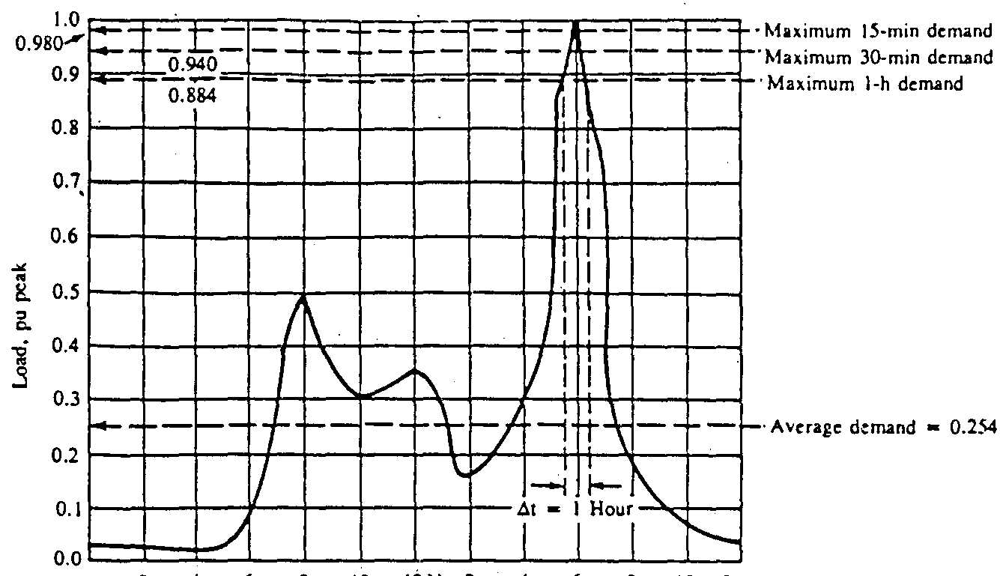 1.0
0.980
Maximum 15-min demand
0.940
Maximum 30-min demand
0.9
0.884
Maximum 1-h demand
0.8
0.7
0.6
0.5
0.4
0.3
Average demand = 0.254
0.2
0.1
Δt = 1 Hour
0.0
Load, pu peak